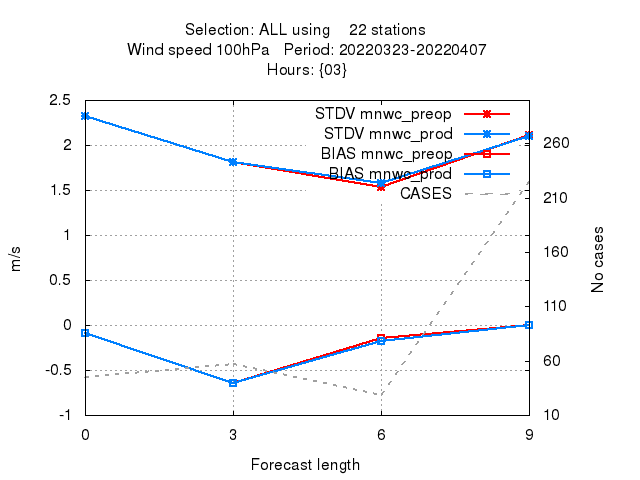 Selection: ALL using 22 stations
Wind speed 100hPa Period: 20220323-20220407
Hours: {03}
STDV mnwc_preop
STDV mnwc_prod
BIAS mnwc_preop
BIAS mnwc_prod
CASES
2.5
2
1.5
1
0.5
0
-0.5
-1
m/s
260
210
160
110
60
10
No cases
0 3 6 9
Forecast length